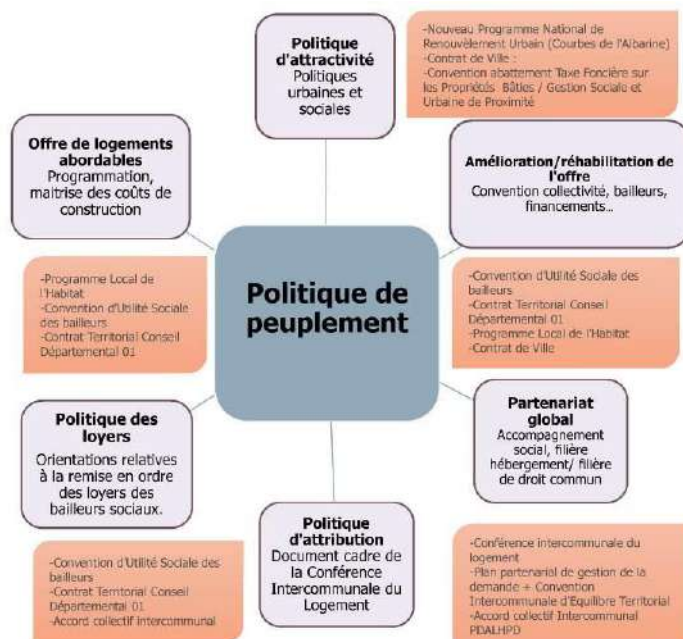 Politique
d'attractivité
Politiques
urbaines et
sociales
-Nouveau Programme National de
Renouvèlement Urbain (Courbes de l'Albarine)
-Contrat de Ville :
-Convention abattement Taxe Foncière sur
les Propriétés Bâties / Gestion Sociale et
Urbaine de Proximité
Offre de logements
abordables
Programmation,
maitrise des coûts de
construction
Amélioration/réhabilitation de
l'offre
Convention collectivité, bailleurs,
financements...
-Programme Local de
l'Habitat
-Convention d'Utilité Sociale
des bailleurs
-Contrat Territorial Conseil
Départemental 01
Politique de
peuplement
-Convention d'Utilité Sociale des
bailleurs
-Contrat Territorial Conseil
Départemental 01
-Programme Local de l'Habitat
-Contrat de Ville
Politique des
loyers
Orientations relatives
à la remise en ordre
des loyers des
bailleurs sociaux.
Partenariat
global
Accompagnement
social, filière
hébergement/ filière
de droit commun
Politique
d'attribution
Document cadre de
la Conférence
Intercommunale du
Logement
-Convention d'Utilité Sociale des
bailleurs
-Contrat Territorial Conseil
Départemental 01
-Accord collectif intercommunal
-Conférence intercommunale du
logement
-Plan partenarial de gestion de la
demande + Convention
Intercommunale d'Equilibre Territorial
-Accord collectif Intercommunal
PDALHPD